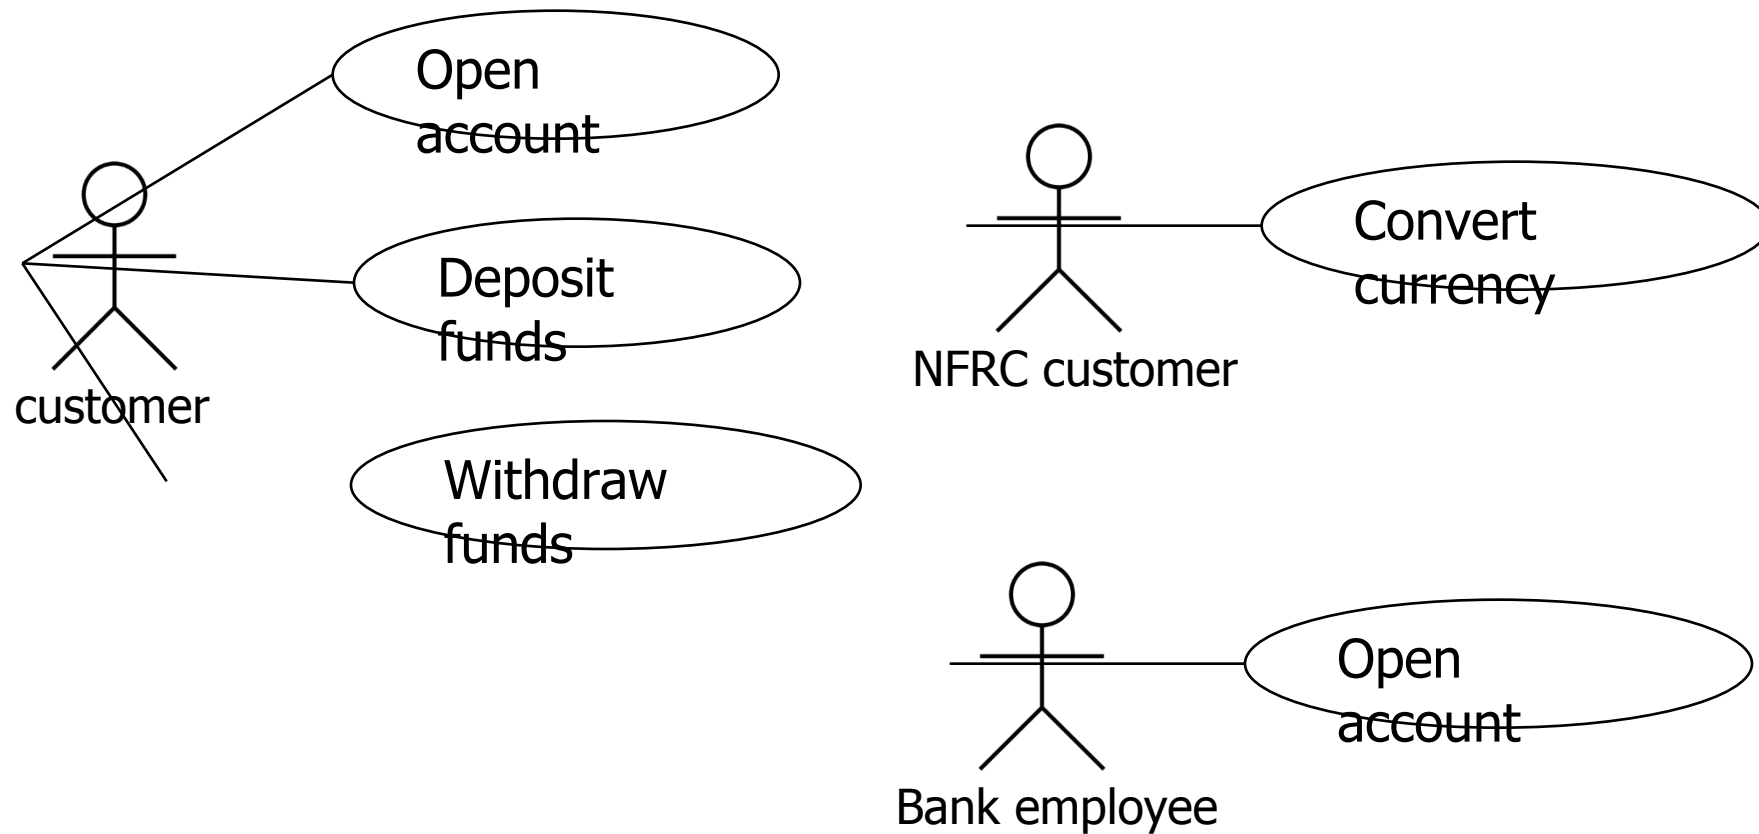 Open
account
Deposit
funds
customer
Withdraw
funds
Convert
currency
NFRC customer
Open
account
Bank employee